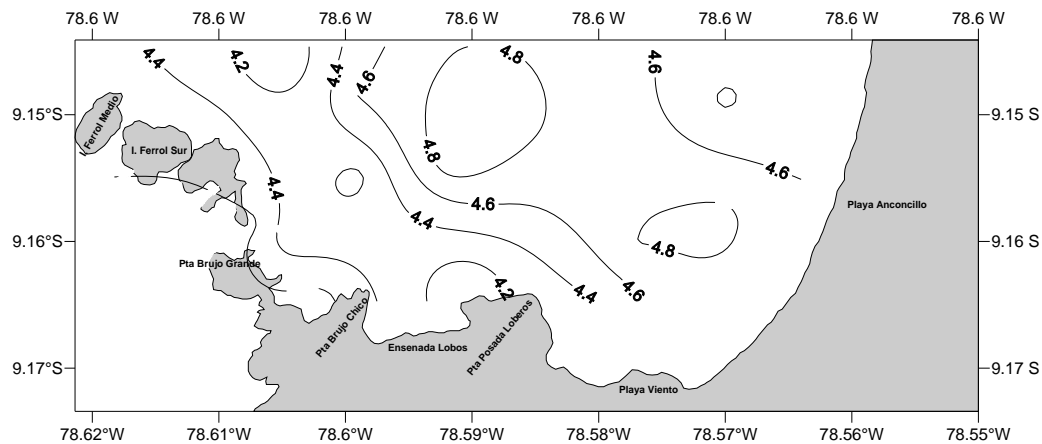 78.6 W 78.6 W 78.6 W 78.6 W 78.6 W 78.6 W 78.6 W 78.6 W
4.4
4.2
4.4
4.6
4.8
4.6
9.15°S
9.15 S
I. Ferrol Medio
I. Ferrol Sur
4.8
4.6
4.4
4.6
4.4
Playa Anconcillo
9.16°S
9.16 S
4.8
Pta Brujo Grande
4.2
4.4
4.6
Pta Brujo Chico
Ensenada Lobos
Pta Posada Loberos
9.17°S
9.17 S
Playa Viento
78.62 W 78.61 W 78.6 W 78.59 W 78.58 W 78.57 W 78.56 W 78.55 W